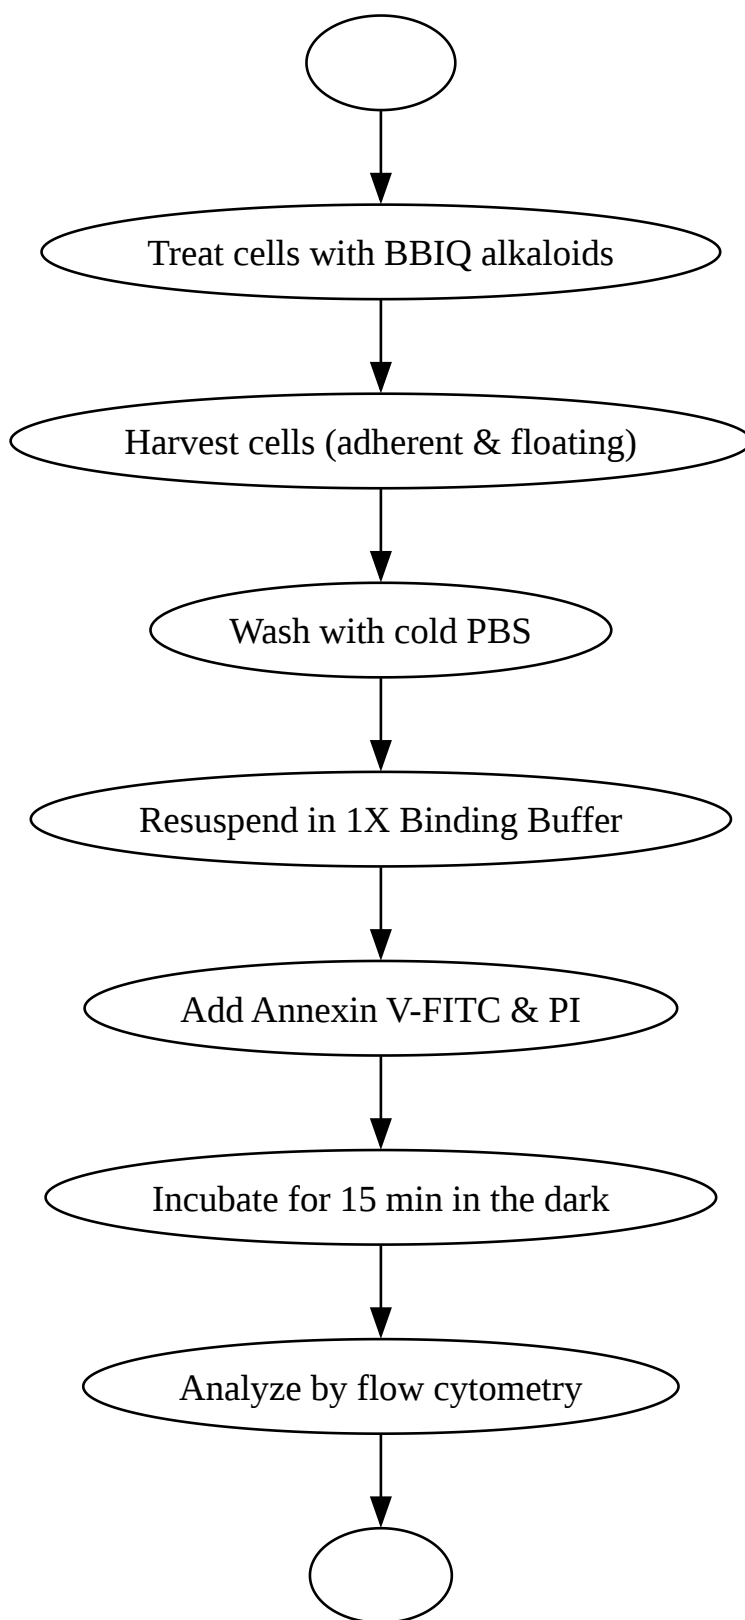 Treat cells with BBIQ alkaloids
Harvest cells (adherent & floating)
Wash with cold PBS
Resuspend in 1X Binding Buffer
Add Annexin V-FITC & PI
Incubate for 15 min in the dark
Analyze by flow cytometry